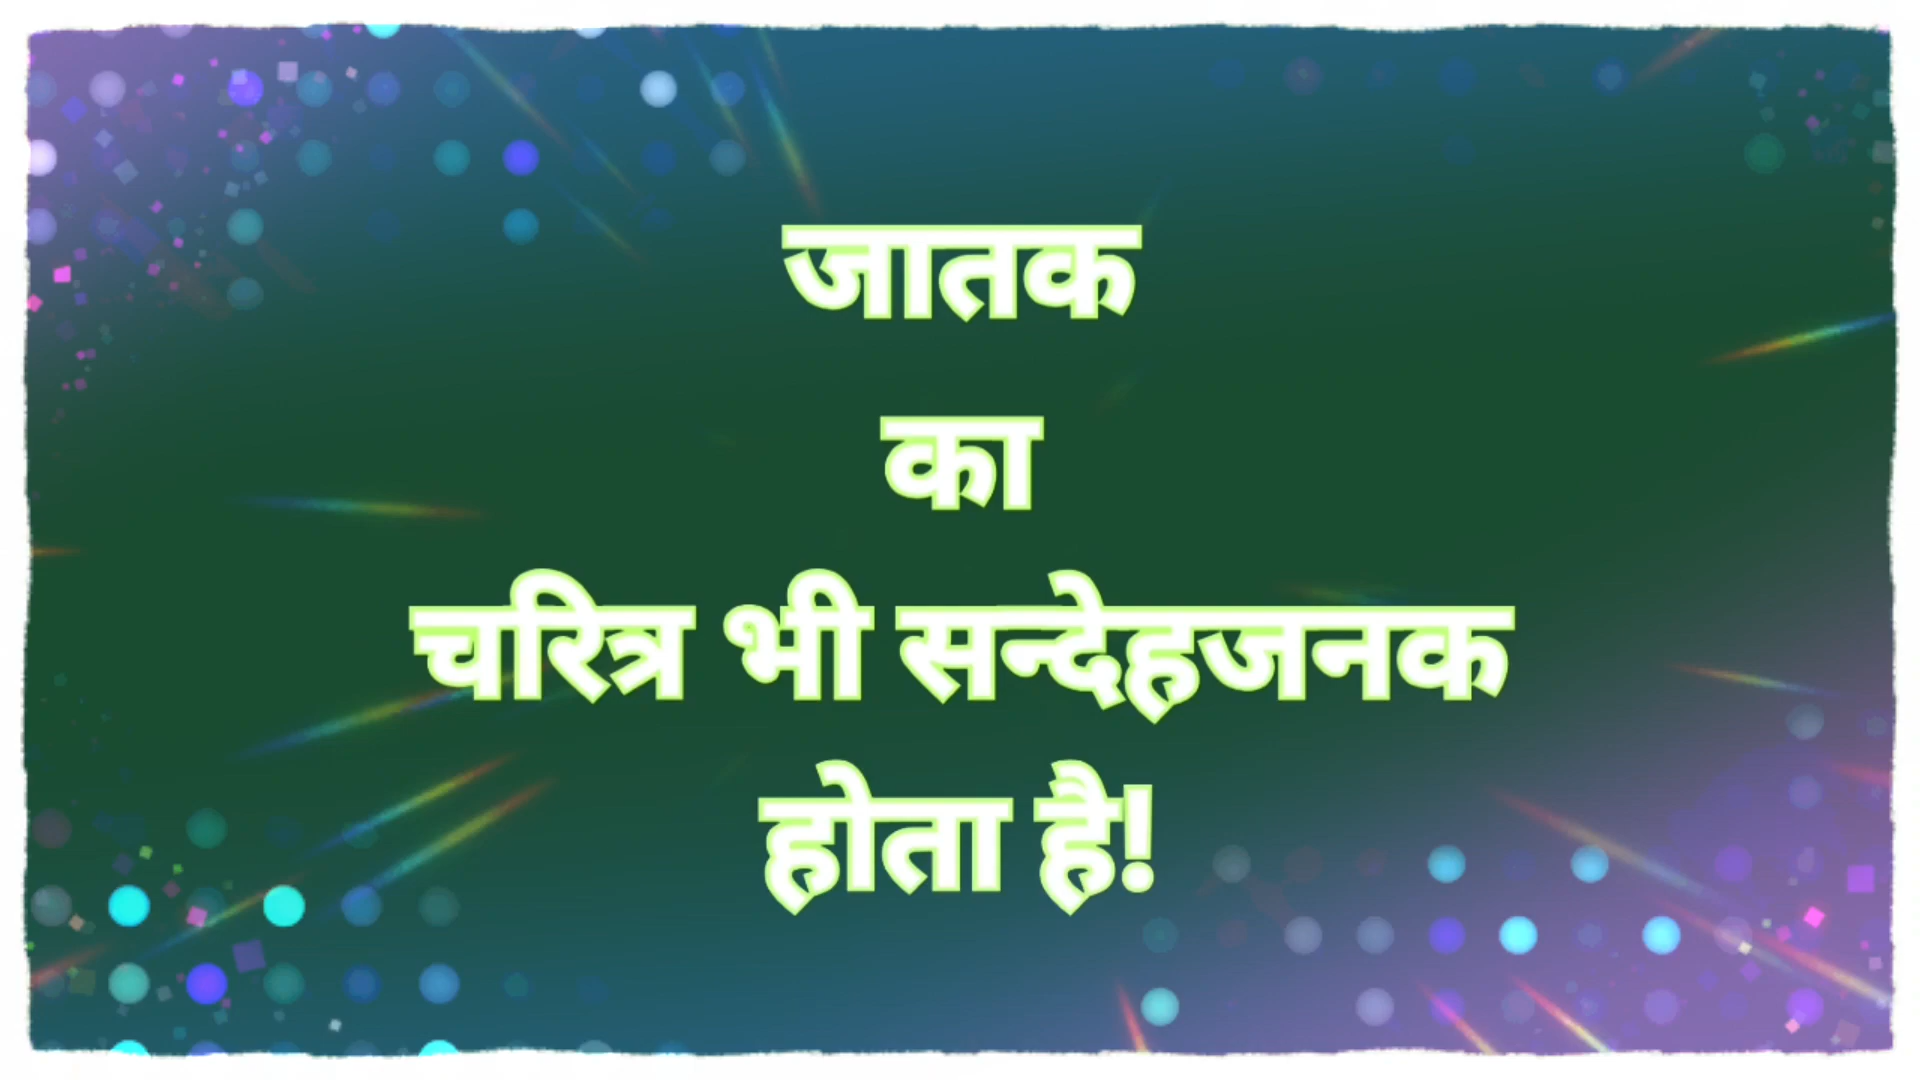 जातक
का
चरित्र भी सन्देहजनक
होता है!